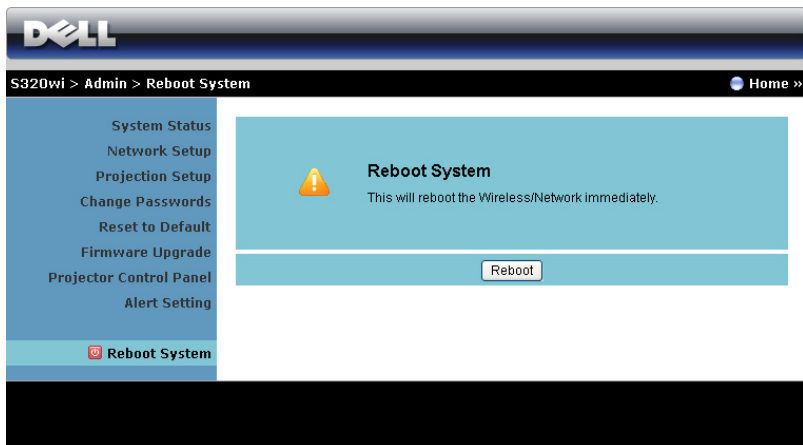 DELL
S320wi > Admin > Reboot System
Home »
System Status
Network Setup
Projection Setup
Change Passwords
Reset to Default
Firmware Upgrade
Projector Control Panel
Alert Setting
Reboot System
Reboot System
This will reboot the Wireless/Network immediately.
Reboot